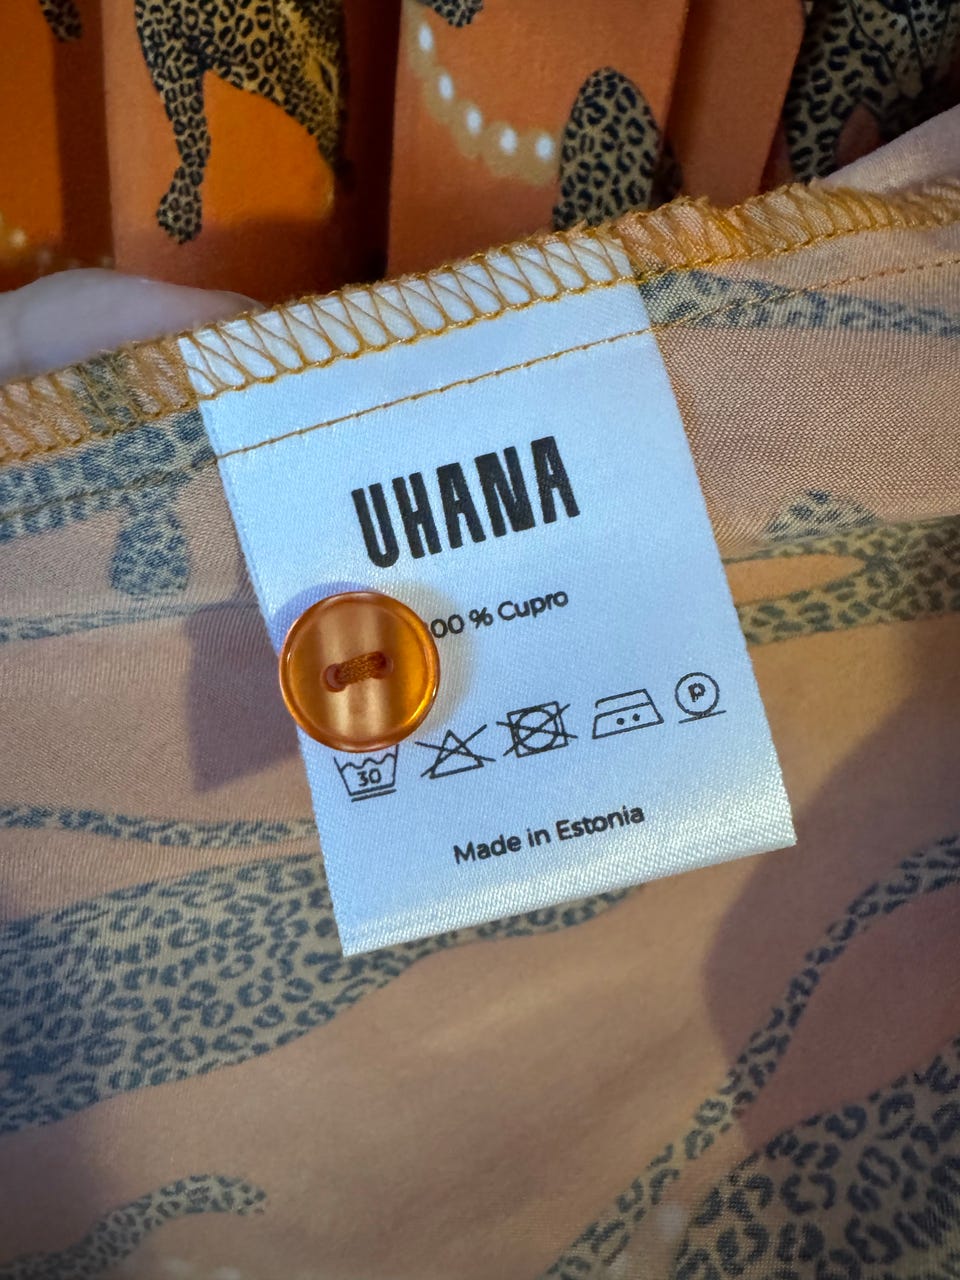 UHANA
00 % Cupro
30
P
Made in Estonia